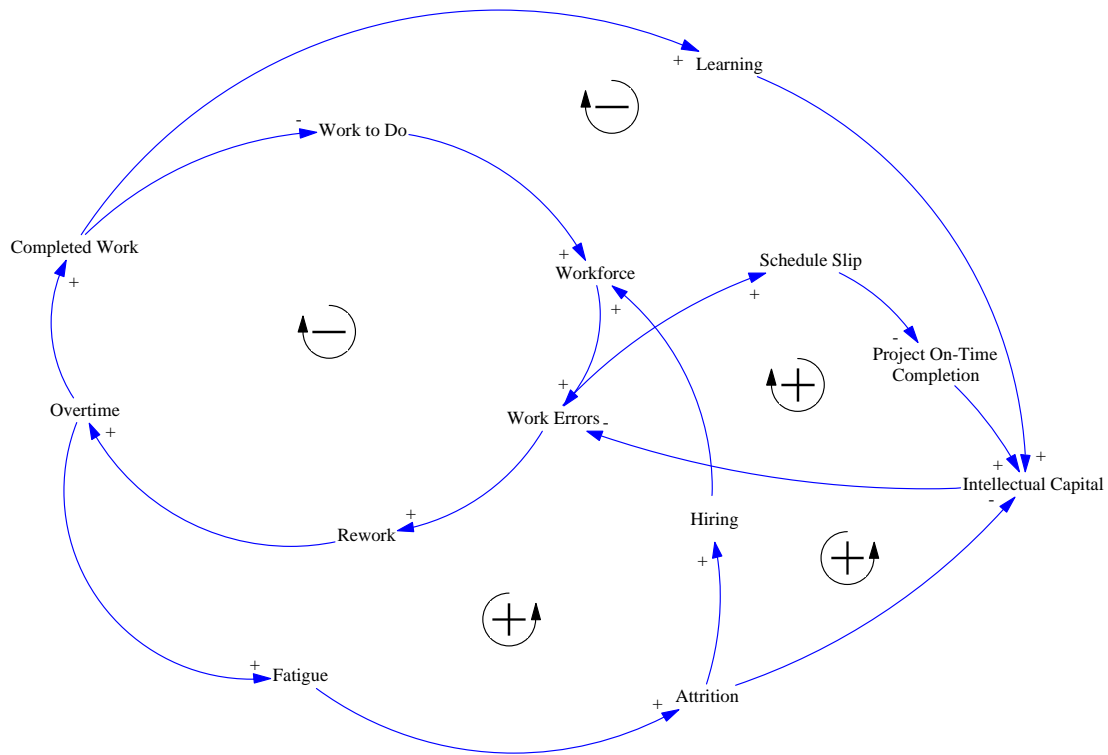 Learning
+
-
Work to Do
Completed Work
+
+
Workforce
+
Schedule Slip
+
-
Project On-Time
Completion
+
Overtime
+
Work Errors
-
+
+
Intellectual Capital
-
+
Rework
Hiring
+
+
Fatigue
+
Attrition